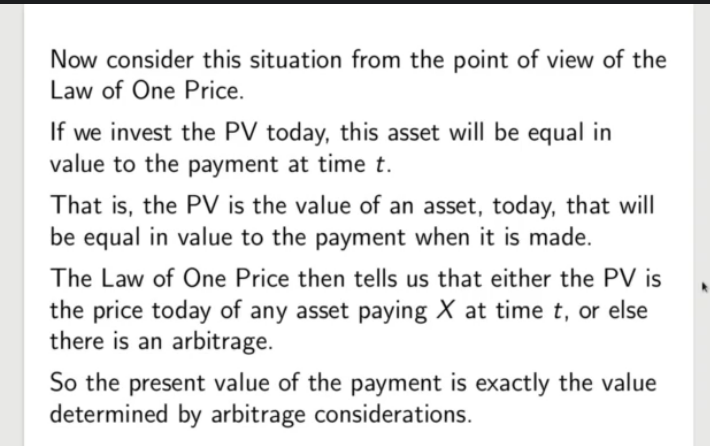 Now consider this situation from the point of view of the
Law of One Price.
If we invest the PV today, this asset will be equal in
value to the payment at time t.
That is, the PV is the value of an asset, today, that will
be equal in value to the payment when it is made.
The Law of One Price then tells us that either the PV is
the price today of any asset paying X at time t, or else
there is an arbitrage.
So the present value of the payment is exactly the value
determined by arbitrage considerations.